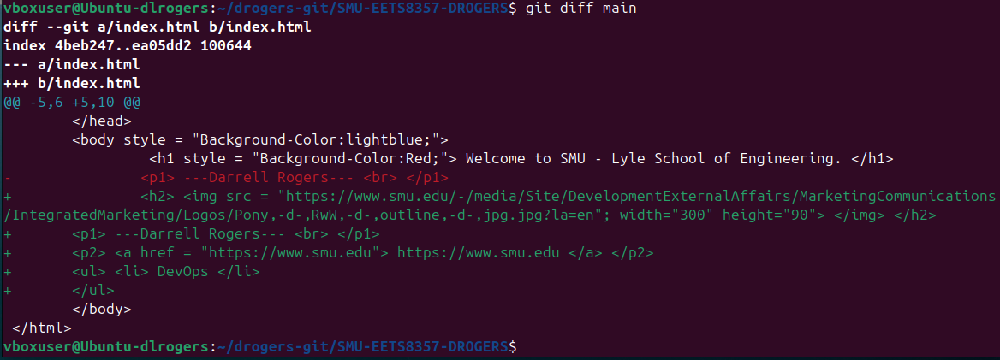 vboxuser@Ubuntu-dlrogers:~/drogers-git/SMU-EETS8357-DROGERS$ git diff main
diff --git a/index.html b/index.html
index 4beb247..ea05dd2 100644
--- a/index.html
+++ b/index.html
@@ -5,6 +5,10 @@
        </head>
        <body style = "Background-Color:lightblue;">
                <h1 style = "Background-Color:Red;"> Welcome to SMU - Lyle School of Engineering. </h1>
-               <p1> ---Darrell Rogers--- <br> </p1>
+               <h2> <img src = "https://www.smu.edu/-/media/Site/DevelopmentExternalAffairs/MarketingCommunications
/IntegratedMarketing/Logos/Pony,-d-,RwW,-d-,outline,-d-,jpg.jpg?la=en"; width="300" height="90"> </img> </h2>
+       <p1> ---Darrell Rogers--- <br> </p1>
+       <p2> <a href = "https://www.smu.edu"> https://www.smu.edu </a> </p2>
+       <ul> <li> DevOps </li>
+       </ul>
        </body>
 </html>
vboxuser@Ubuntu-dlrogers:~/drogers-git/SMU-EETS8357-DROGERS$